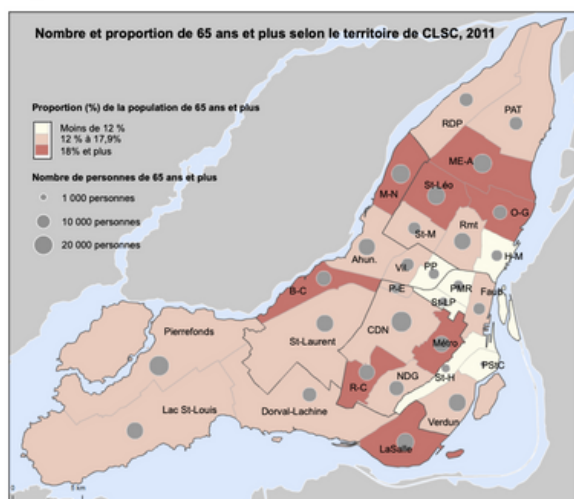 Nombre et proportion de 65 ans et plus selon le territoire de CLSC, 2011
Proportion (%) de la population de 65 ans et plus
Moins de 12 %
12 % à 17,9%
18% et plus
Nombre de personnes de 65 ans et plus
1 000 personnes
10 000 personnes
20 000 personnes
RDP
PAT
ME-A
M-N
St-Léo
O-G
St-M
Rmt
Ahun.
Vil
PP
H-M
B-C
PMR
Faub.
St-LP
CDN
Pierrefonds
St-Laurent
Métro
PStC
St-H
R-C
NDG
Lac St-Louis
Dorval-Lachine
Verdun
LaSalle
0 5 km